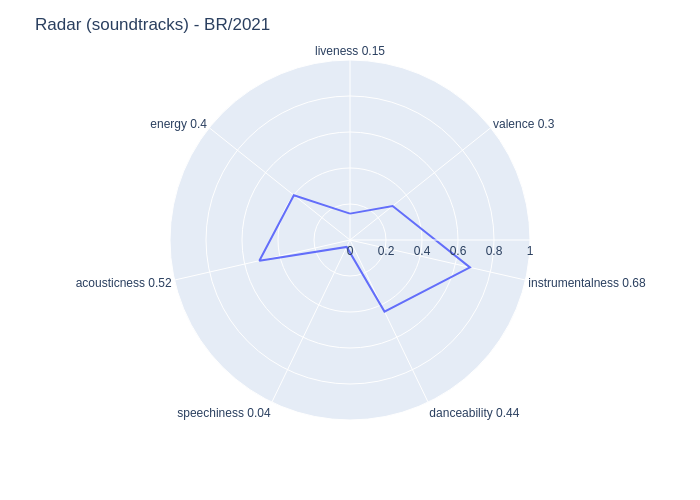 Radar (soundtracks) - BR/2021
liveness 0.15
energy 0.4
valence 0.3
0 0.2 0.4 0.6 0.8 1
acousticness 0.52
instrumentalness 0.68
speechiness 0.04
danceability 0.44